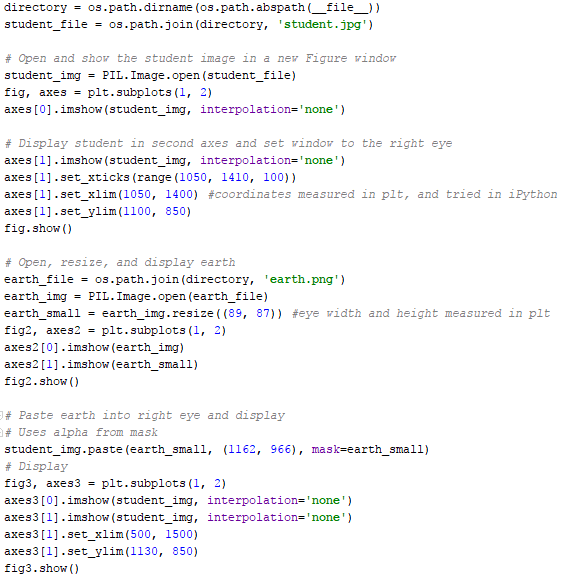 directory = os.path.dirname(os.path.abspath(__file__))
student_file = os.path.join(directory, 'student.jpg')
# Open and show the student image in a new Figure window
student_img = PIL.Image.open(student_file)
fig, axes = plt.subplots(1, 2)
axes[0].imshow(student_img, interpolation='none')
# Display student in second axes and set window to the right eye
axes[1].imshow(student_img, interpolation='none')
axes[1].set_xticks(range(1050, 1410, 100))
axes[1].set_xlim(1050, 1400) #coordinates measured in plt, and tried in iPython
axes[1].set_ylim(1100, 850)
fig.show()
# Open, resize, and display earth
earth_file = os.path.join(directory, 'earth.png')
earth_img = PIL.Image.open(earth_file)
earth_small = earth_img.resize((89, 87)) #eye width and height measured in plt
fig2, axes2 = plt.subplots(1, 2)
axes2[0].imshow(earth_img)
axes2[1].imshow(earth_small)
fig2.show()
# Paste earth into right eye and display
# Uses alpha from mask
student_img.paste(earth_small, (1162, 966), mask=earth_small)
# Display
fig3, axes3 = plt.subplots(1, 2)
axes3[0].imshow(student_img, interpolation='none')
axes3[1].imshow(student_img, interpolation='none')
axes3[1].set_xlim(500, 1500)
axes3[1].set_ylim(1130, 850)
fig3.show()